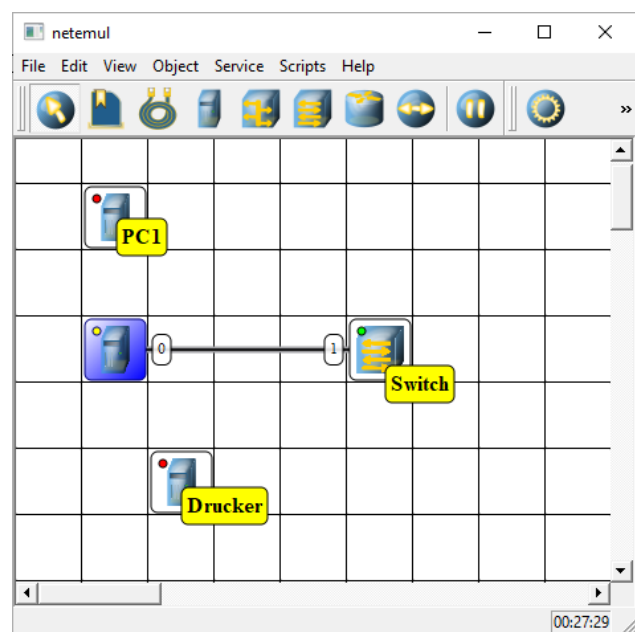 netemul
File Edit View Object Service Scripts Help
»
PC1
0 1
Switch
Drucker
00:27:29